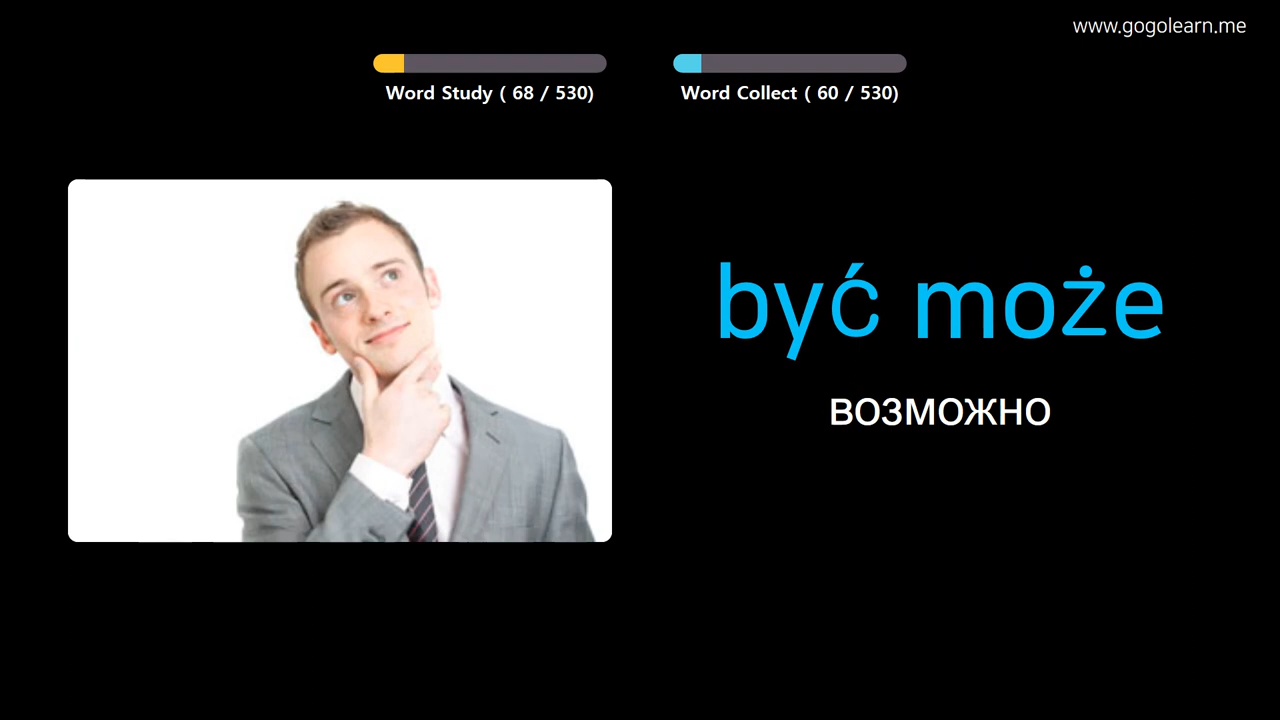 www.gogolearn.me
Word Study ( 68 / 530)
Word Collect ( 60 / 530)
być może
возможно